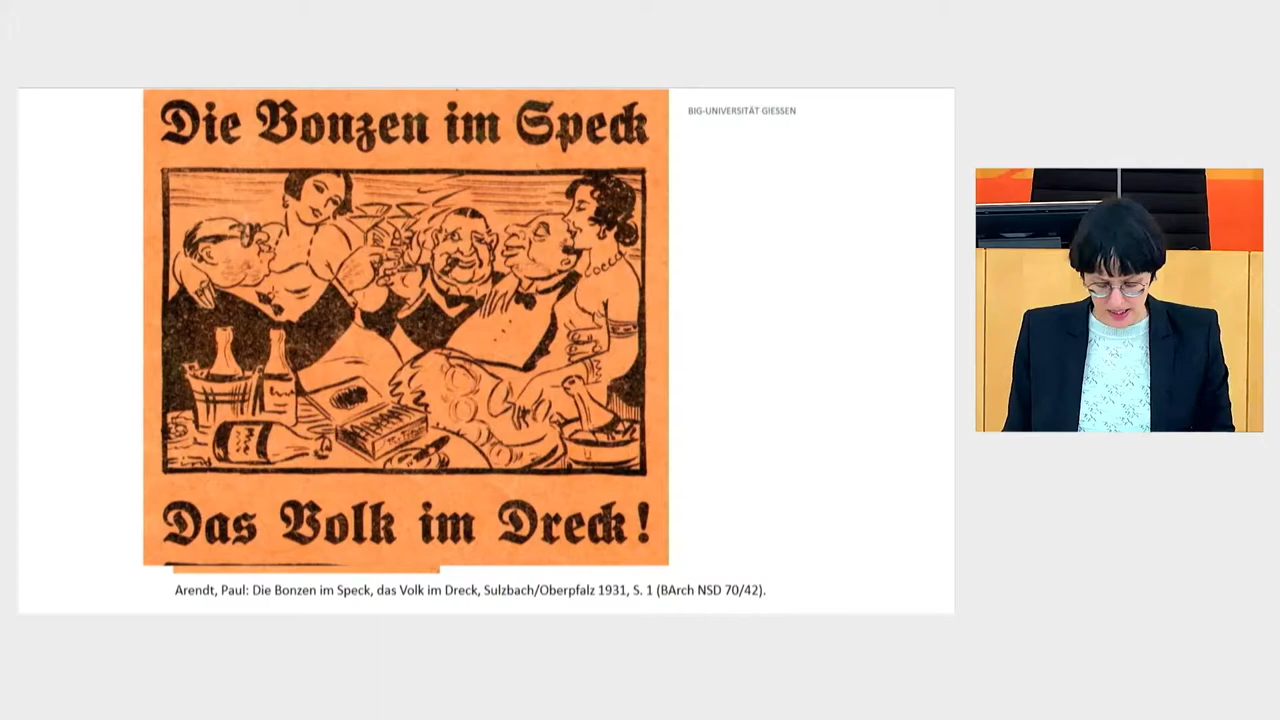 Die Bonzen im Speck
BIG-UNIVERSITÄT GIESSEN
Das Volk im Dreck!
Arendt, Paul: Die Bonzen im Speck, das Volk im Dreck, Sulzbach/Oberpfalz 1931, S. 1 (BArch NSD 70/42).